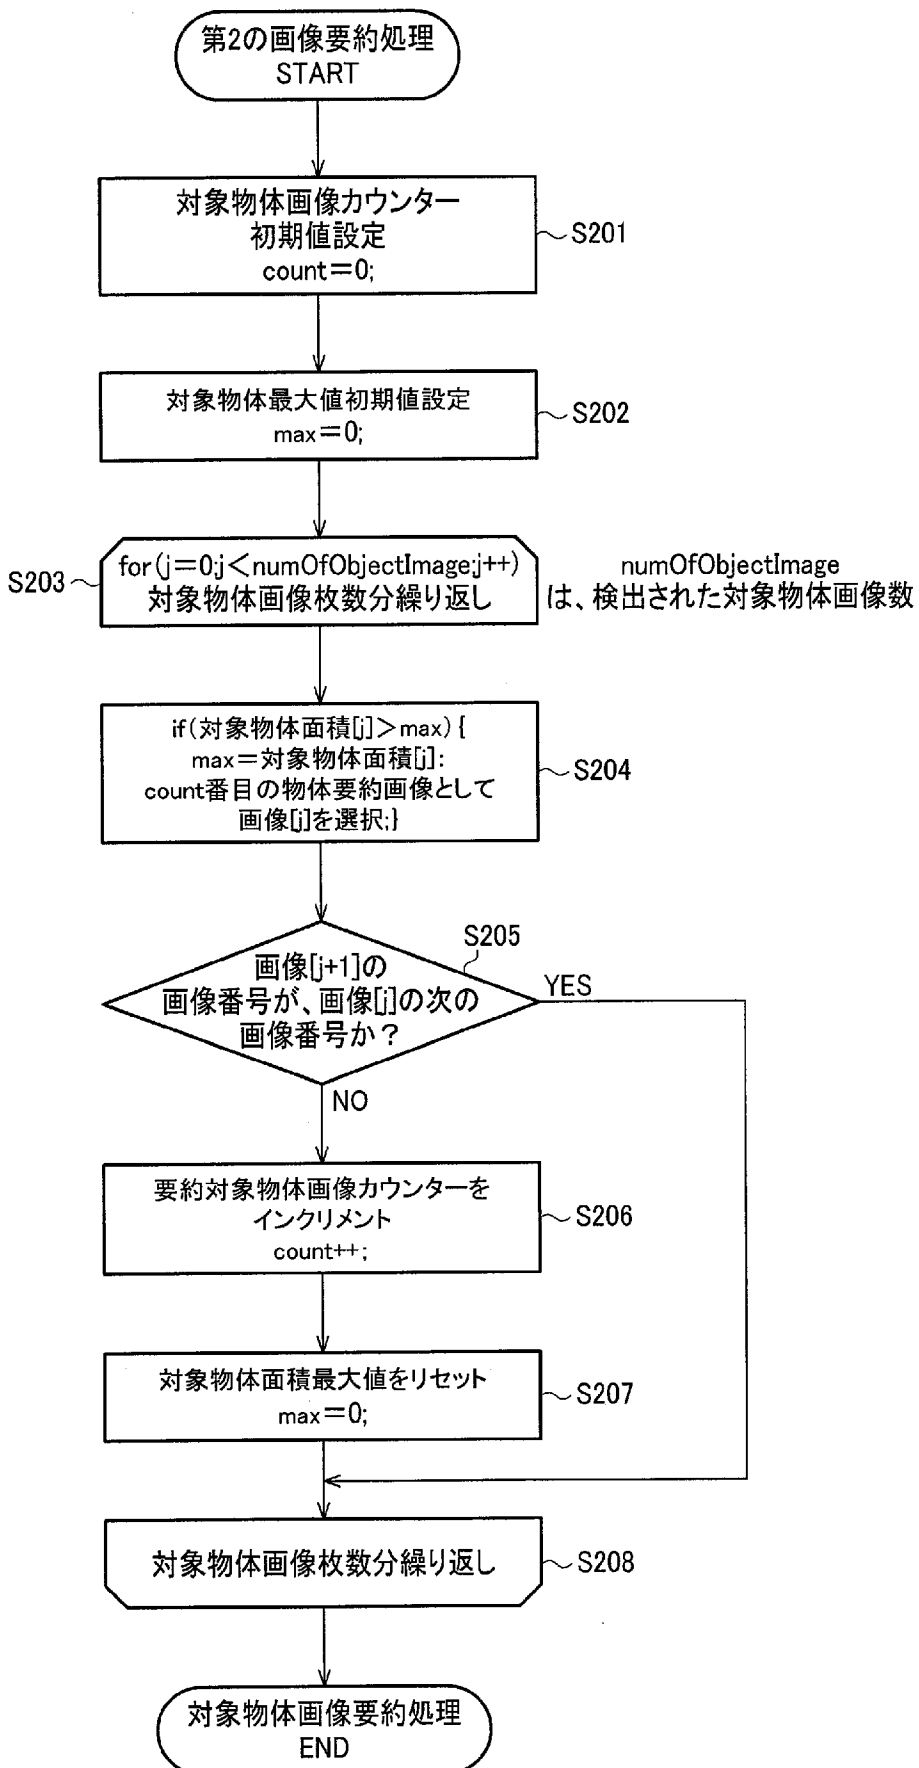 第2の画像要約処理
START
対象物体画像カウンター
初期値設定
count=0;
S201
対象物体最大値初期値設定
max=0;
S202
S203
for(j=0;j<numOfObjectImage;j++)
対象物体画像枚数分繰り返し
numOfObjectImage
は、検出された対象物体画像数
if(対象物体面積[j]>max){
max=対象物体面積[j]:
count番目の物体要約画像として
画像[j]を選択;}
S204
S205
画像[j+1]の
画像番号が、画像[j]の次の
画像番号か？
YES
NO
要約対象物体画像カウンターを
インクリメント
count++;
S206
対象物体面積最大値をリセット
max=0;
S207
対象物体画像枚数分繰り返し
S208
対象物体画像要約処理
END